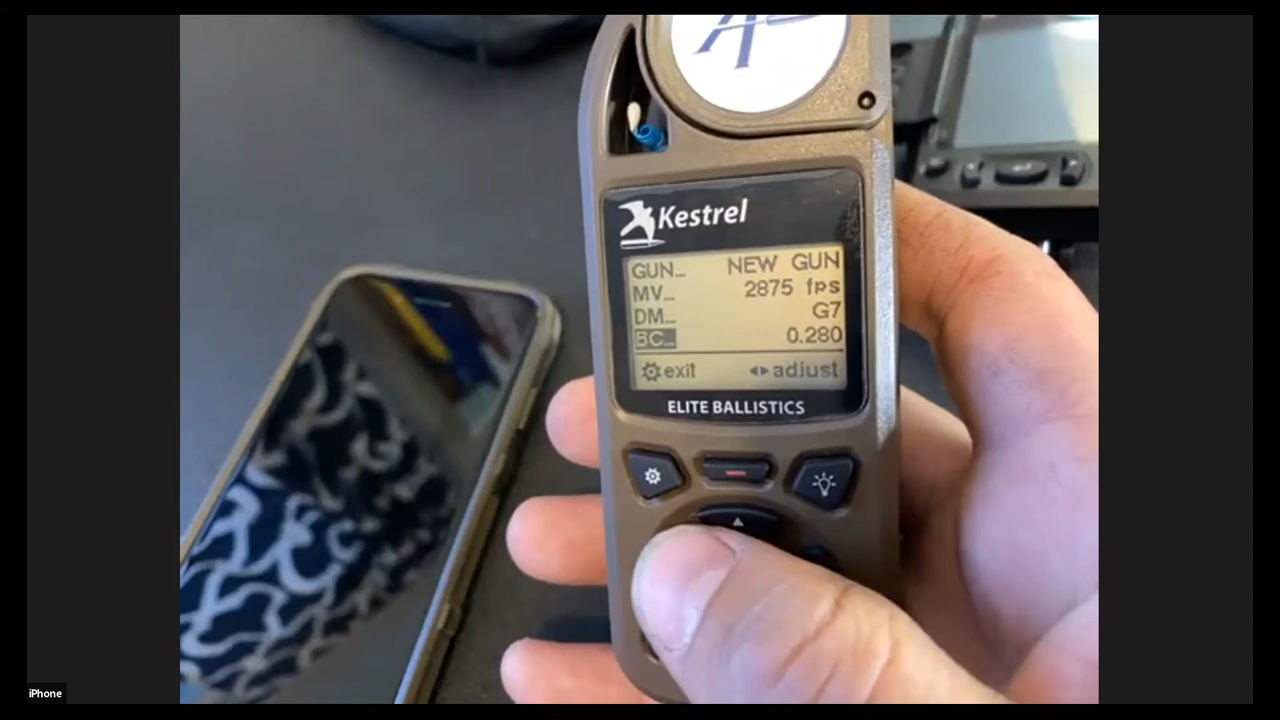 A
Kestrel
GUN... NEW GUN
MV... 2875 fps
DM... G7
BC... 0.280
exit adjust
ELITE BALLISTICS
iPhone